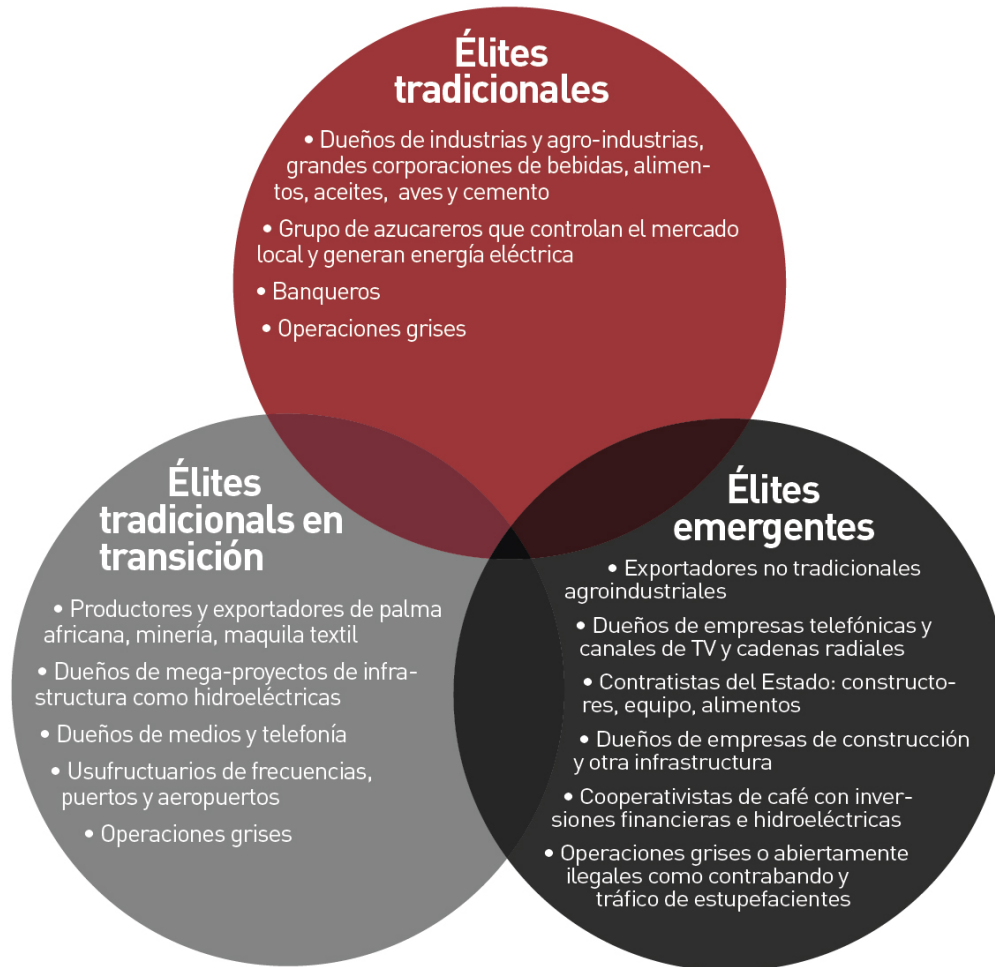 Élites
tradicionales
• Dueños de industrias y agro-industrias,
grandes corporaciones de bebidas, alimen-
tos, aceites, aves y cemento
• Grupo de azucareros que controlan el mercado
local y generan energía eléctrica
• Banqueros
• Operaciones grises
Élites
tradicionals en
transición
• Productores y exportadores de palma
africana, minería, maquila textil
• Dueños de mega-proyectos de infra-
structura como hidroeléctricas
• Dueños de medios y telefonía
• Usufructuarios de frecuencias,
puertos y aeropuertos
• Operaciones grises
Élites
emergentes
• Exportadores no tradicionales
agroindustriales
• Dueños de empresas telefónicas y
canales de TV y cadenas radiales
• Contratistas del Estado: constructo-
res, equipo, alimentos
• Dueños de empresas de construcción
y otra infrastructura
• Cooperativistas de café con inver-
siones financieras e hidroeléctricas
• Operaciones grises o abiertamente
ilegales como contrabando y
tráfico de estupefacientes